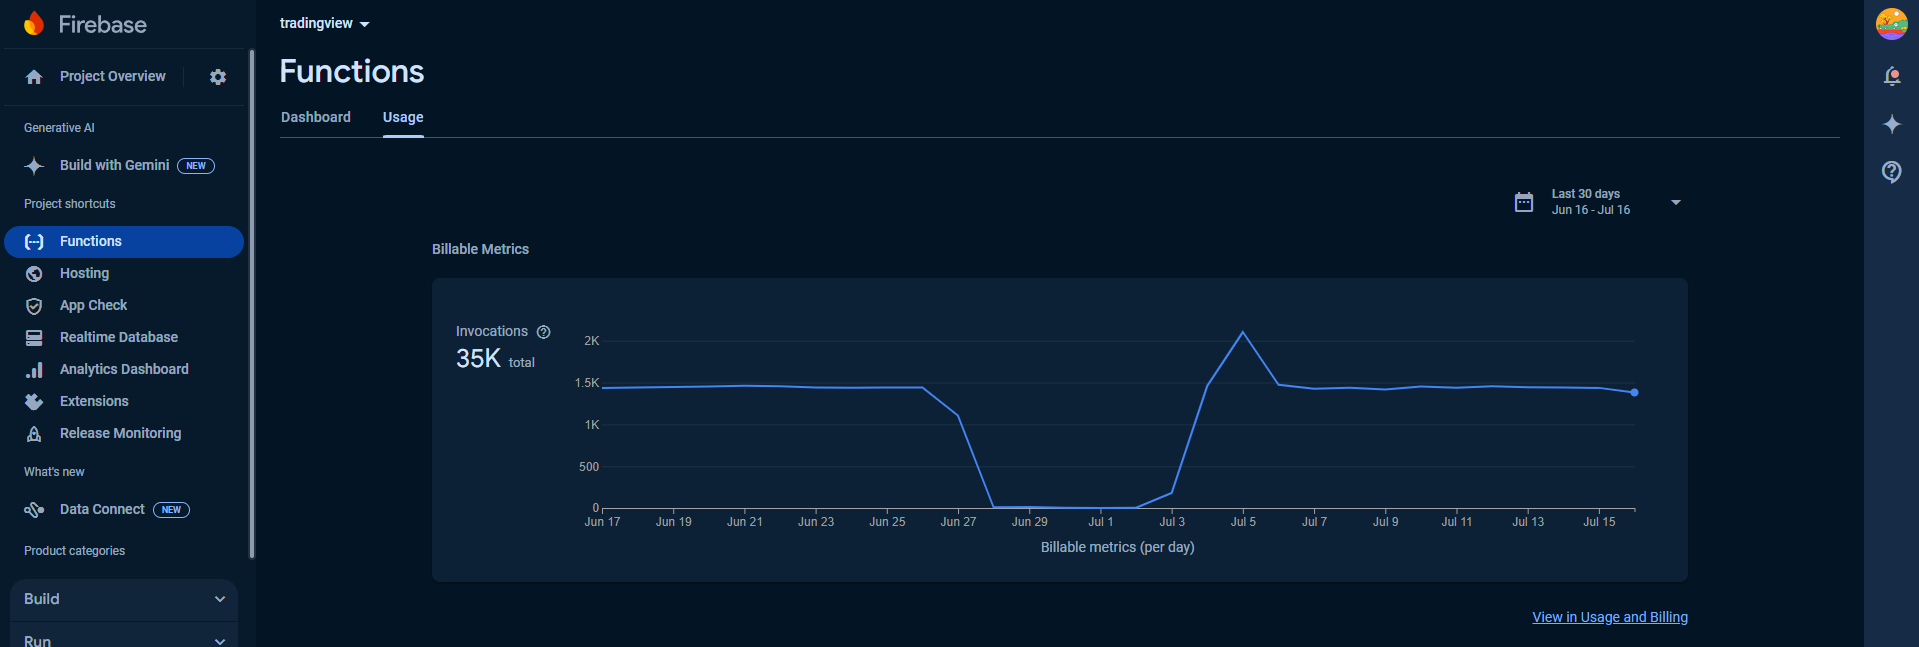 Firebase
Project Overview
Generative AI
Build with Gemini NEW
Project shortcuts
Functions
Hosting
App Check
Realtime Database
Analytics Dashboard
Extensions
Release Monitoring
What's new
Data Connect NEW
Product categories
Build
Run
tradingview
Functions
Dashboard Usage
Last 30 days
Jun 16 - Jul 16
Billable Metrics
Invocations
35K total
2K
1.5K
1K
500
0
Jun 17 Jun 19 Jun 21 Jun 23 Jun 25 Jun 27 Jun 29 Jul 1 Jul 3 Jul 5 Jul 7 Jul 9 Jul 11 Jul 13 Jul 15
Billable metrics (per day)
View in Usage and Billing